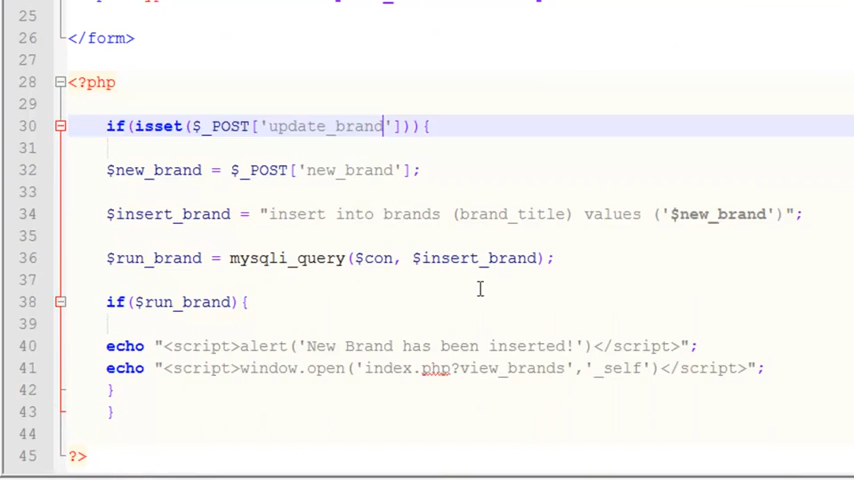 25
26 </form>
27
28 <?php
29
30 if(isset($_POST['update_brand'])){
31
32 $new_brand = $_POST['new_brand'];
33
34 $insert_brand = "insert into brands (brand_title) values ('$new_brand')";
35
36 $run_brand = mysqli_query($con, $insert_brand);
37
38 if($run_brand){
39
40 echo "<script>alert('New Brand has been inserted!')</script>";
41 echo "<script>window.open('index.php?view_brands','_self')</script>";
42 }
43 }
44
45 ?>